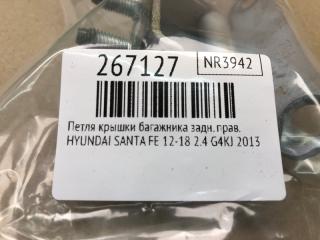 267127
NR3942
Петля крышки багажника задн. прав.
HYUNDAI SANTA FE 12-18 2.4 G4KJ 2013